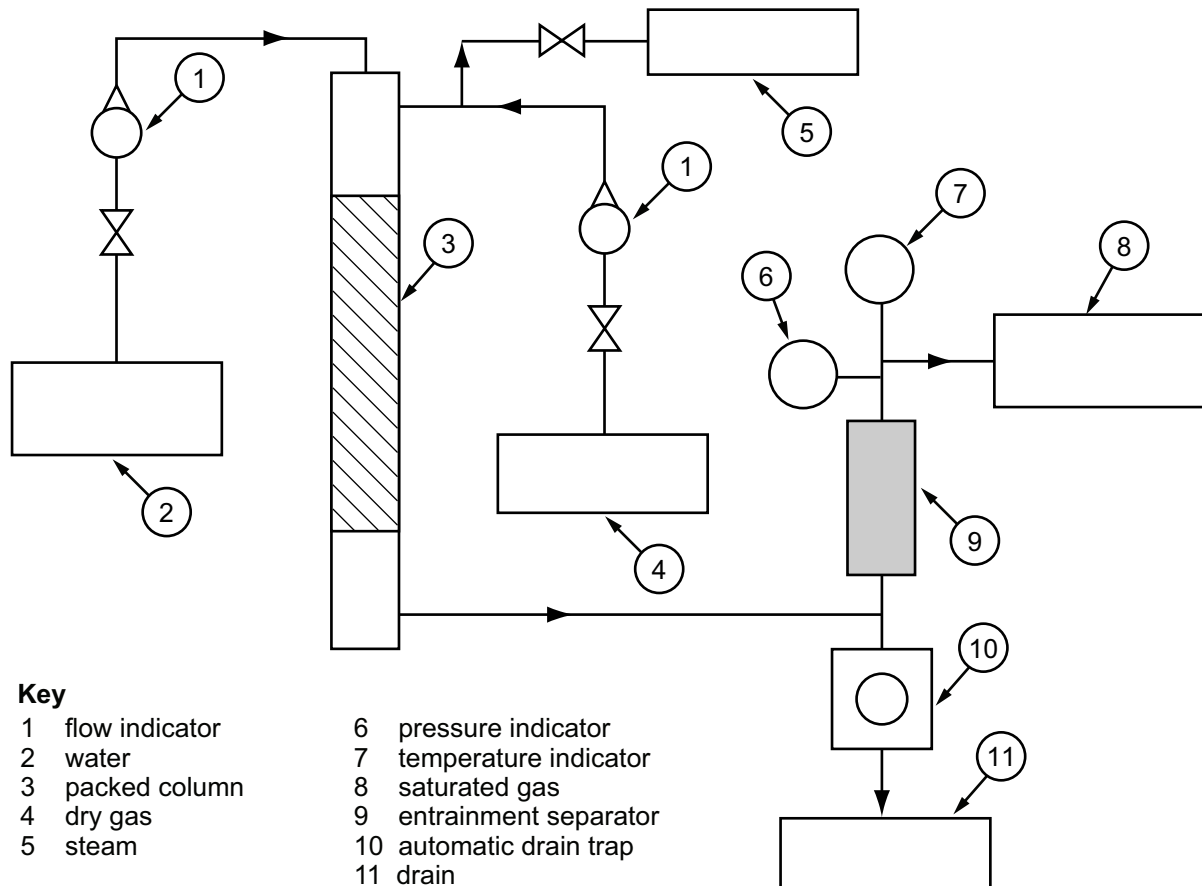 1
5
1
7
3
6
8
2
4
9
10
11
Key
1 flow indicator
2 water
3 packed column
4 dry gas
5 steam
6 pressure indicator
7 temperature indicator
8 saturated gas
9 entrainment separator
10 automatic drain trap
11 drain